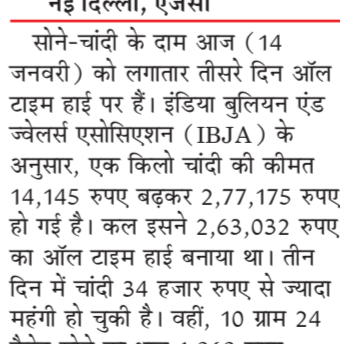 नई दिल्ली, एजेंसी
सोने-चांदी के दाम आज (14
जनवरी) को लगातार तीसरे दिन ऑल
टाइम हाई पर हैं। इंडिया बुलियन एंड
ज्वेलर्स एसोसिएशन (IBJA) के
अनुसार, एक किलो चांदी की कीमत
14,145 रुपए बढ़कर 2,77,175 रुपए
हो गई है। कल इसने 2,63,032 रुपए
का ऑल टाइम हाई बनाया था। तीन
दिन में चांदी 34 हजार रुपए से ज्यादा
महंगी हो चुकी है। वहीं, 10 ग्राम 24